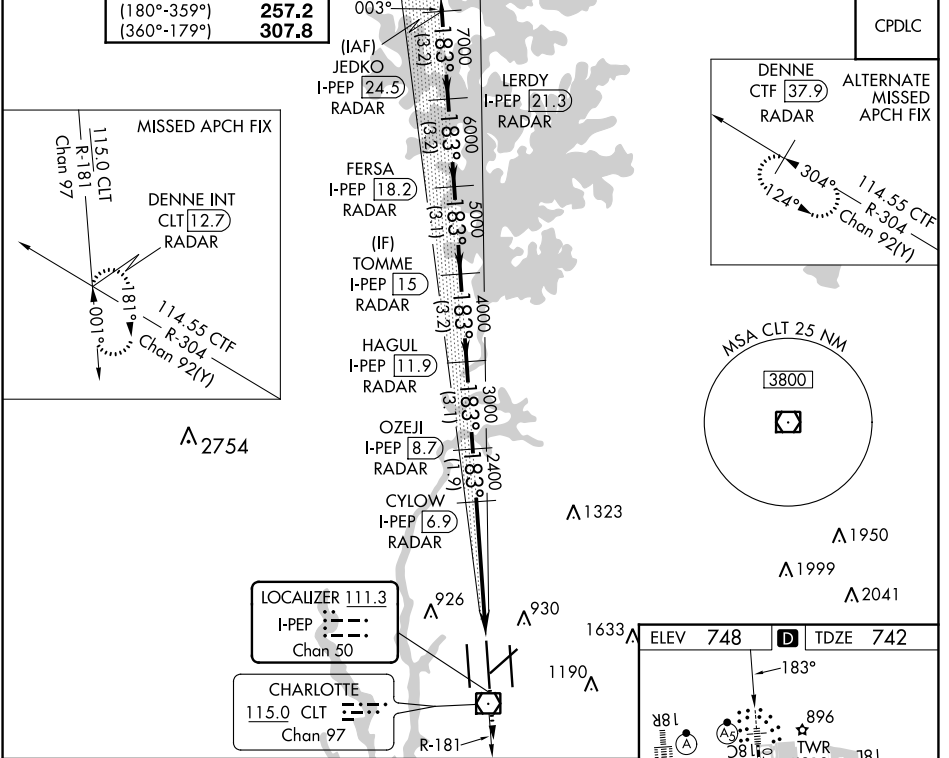 (180°-359°) 257.2
(360°-179°) 307.8
003°
(IAF)
JEDKO
I-PEP 24.5
RADAR
(3.2)
183°
7000
LERDY
I-PEP 21.3
RADAR
(3.2)
183°
6000
FERSA
I-PEP 18.2
RADAR
(3.1)
183°
5000
(IF)
TOMME
I-PEP 15
RADAR
(3.2)
183°
4000
HAGUL
I-PEP 11.9
RADAR
(3.1)
183°
3000
OZEJI
I-PEP 8.7
RADAR
(1.9)
183°
2400
CYLOW
I-PEP 6.9
RADAR
CPDLC
MISSED APCH FIX
115.0 CLT
R-181
Chan 97
DENNE INT
CLT 12.7
RADAR
181°
001°
114.55 CTF
R-304
Chan 92(Y)
DENNE
CTF 37.9
RADAR
ALTERNATE
MISSED
APCH FIX
304°
124°
114.55 CTF
R-304
Chan 92(Y)
MSA CLT 25 NM
3800
2754
1323
1950
1999
2041
926
930
1633
1190
LOCALIZER 111.3
I-PEP
Chan 50
CHARLOTTE
115.0 CLT
Chan 97
R-181
ELEV 748 D TDZE 742
183°
18R
A
A5
18C
896
TWR
18L